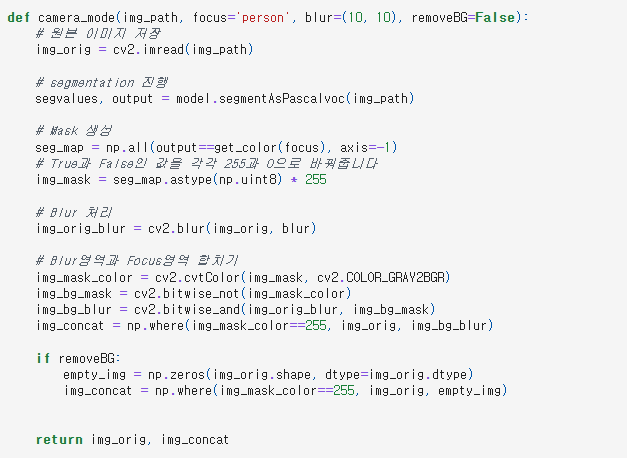 def camera_mode(img_path, focus='person', blur=(10, 10), removeBG=False):
    # 원본 이미지 저장
    img_orig = cv2.imread(img_path)

    # segmentation 진행
    segvalues, output = model.segmentAsPascalvoc(img_path)

    # Mask 생성
    seg_map = np.all(output==get_color(focus), axis=-1)
    # True과 False인 값을 각각 255과 0으로 바꿔줍니다
    img_mask = seg_map.astype(np.uint8) * 255

    # Blur 처리
    img_orig_blur = cv2.blur(img_orig, blur)

    # Blur영역과 Focus영역 합치기
    img_mask_color = cv2.cvtColor(img_mask, cv2.COLOR_GRAY2BGR)
    img_bg_mask = cv2.bitwise_not(img_mask_color)
    img_bg_blur = cv2.bitwise_and(img_orig_blur, img_bg_mask)
    img_concat = np.where(img_mask_color==255, img_orig, img_bg_blur)

    if removeBG:
        empty_img = np.zeros(img_orig.shape, dtype=img_orig.dtype)
        img_concat = np.where(img_mask_color==255, img_orig, empty_img)


    return img_orig, img_concat